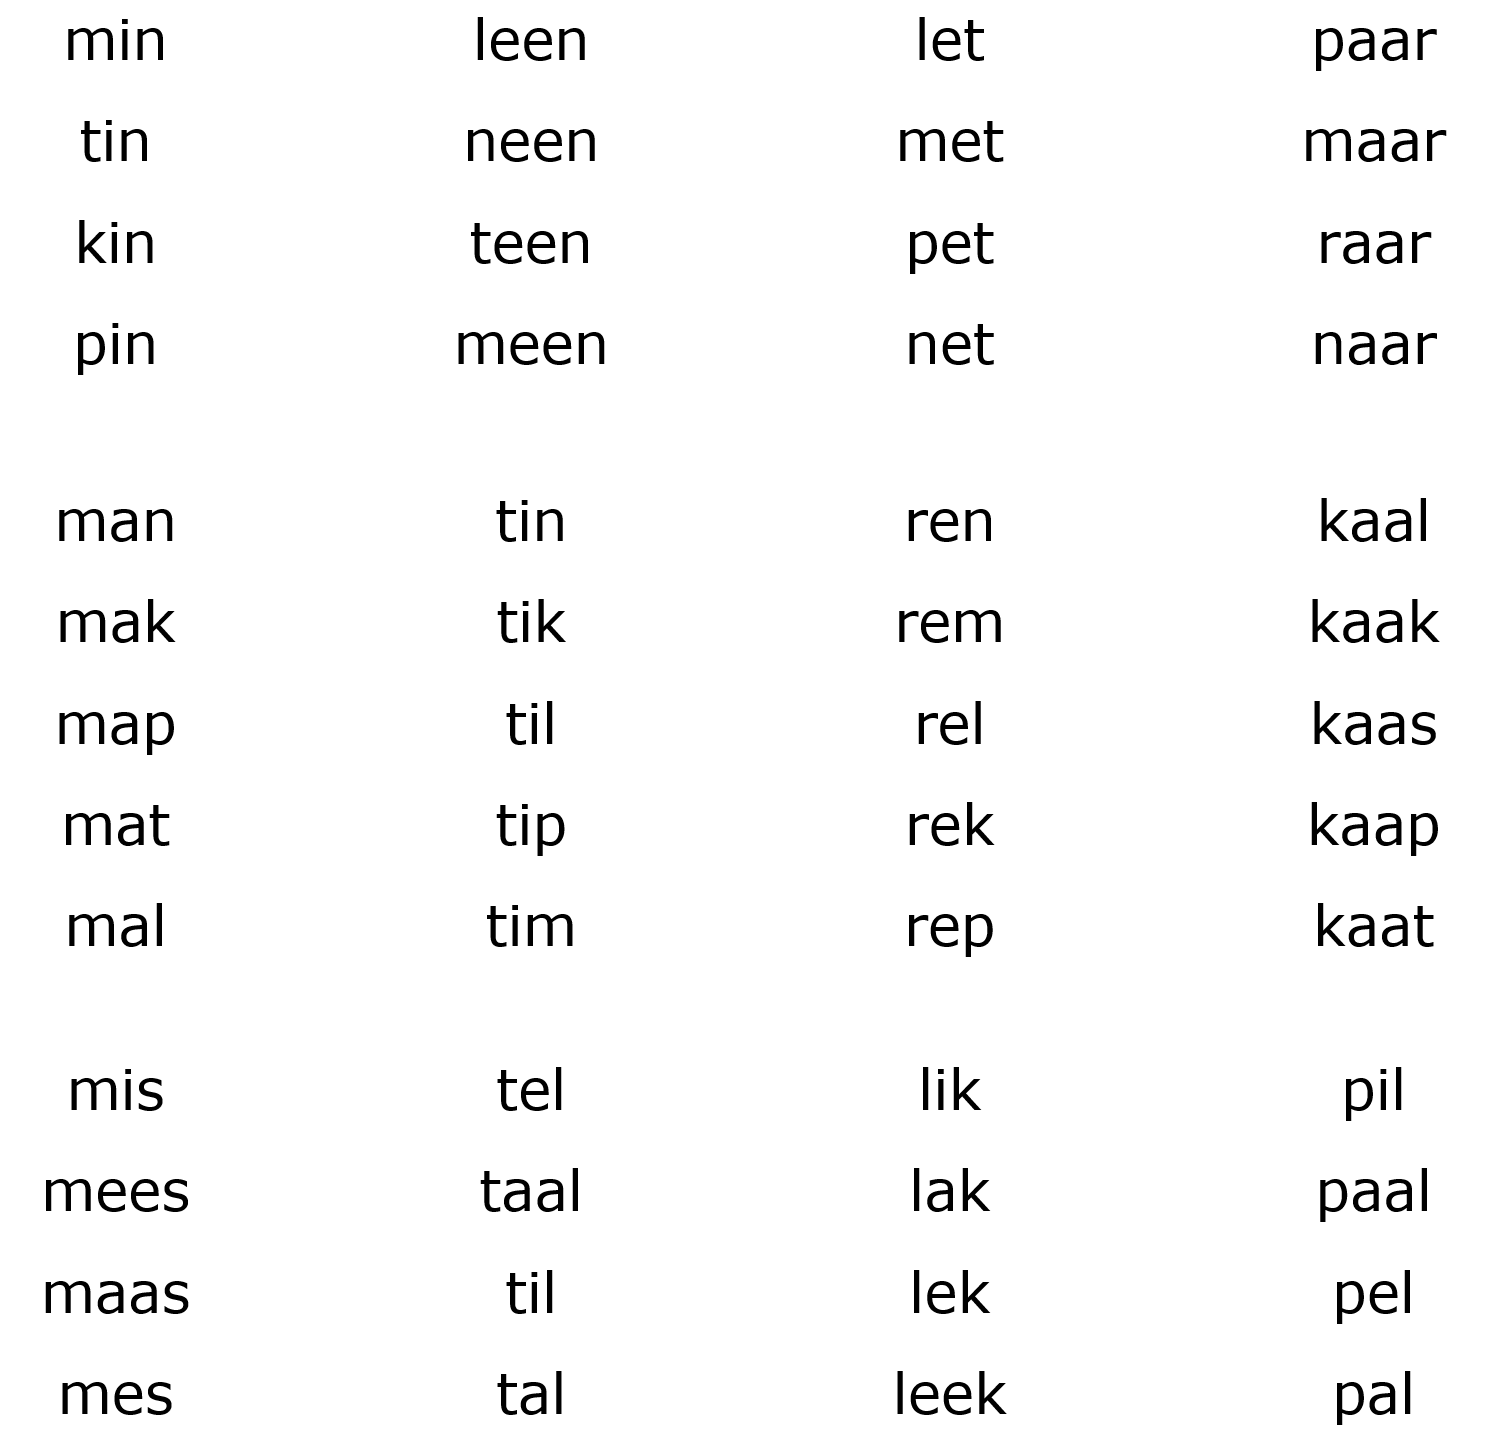 min leen let paar
tin neen met maar
kin teen pet raar
pin meen net naar
man tin ren kaal
mak tik rem kaak
map til rel kaas
mat tip rek kaap
mal tim rep kaat
mis tel lik pil
mees taal lak paal
maas til lek pel
mes tal leek pal